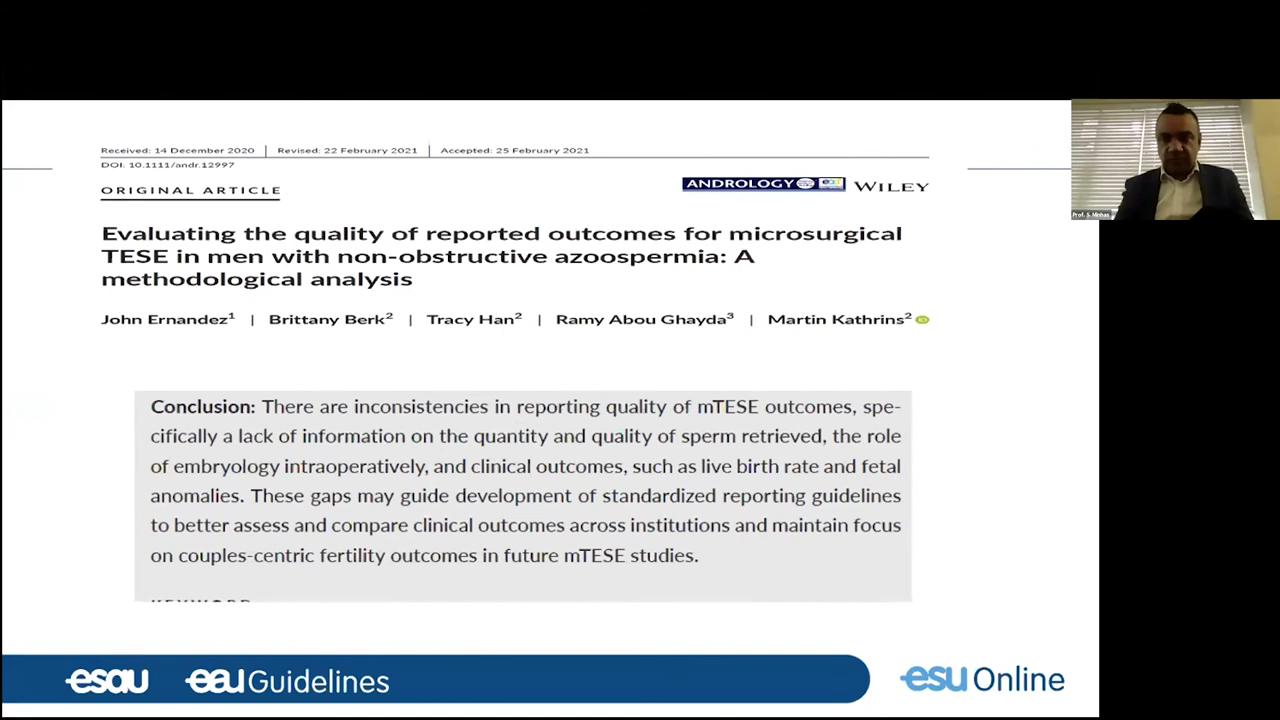 Received: 14 December 2020 | Revised: 22 February 2021 | Accepted: 25 February 2021
DOI: 10.1111/andr.12997
ORIGINAL ARTICLE
ANDROLOGY WILEY
Evaluating the quality of reported outcomes for microsurgical
TESE in men with non-obstructive azoospermia: A
methodological analysis
John Ernandez1 | Brittany Berk2 | Tracy Han2 | Ramy Abou Ghayda3 | Martin Kathrins2
Prof. S. Minhas
Conclusion: There are inconsistencies in reporting quality of mTESE outcomes, spe-
cifically a lack of information on the quantity and quality of sperm retrieved, the role
of embryology intraoperatively, and clinical outcomes, such as live birth rate and fetal
anomalies. These gaps may guide development of standardized reporting guidelines
to better assess and compare clinical outcomes across institutions and maintain focus
on couples-centric fertility outcomes in future mTESE studies.
esau eau Guidelines esu Online